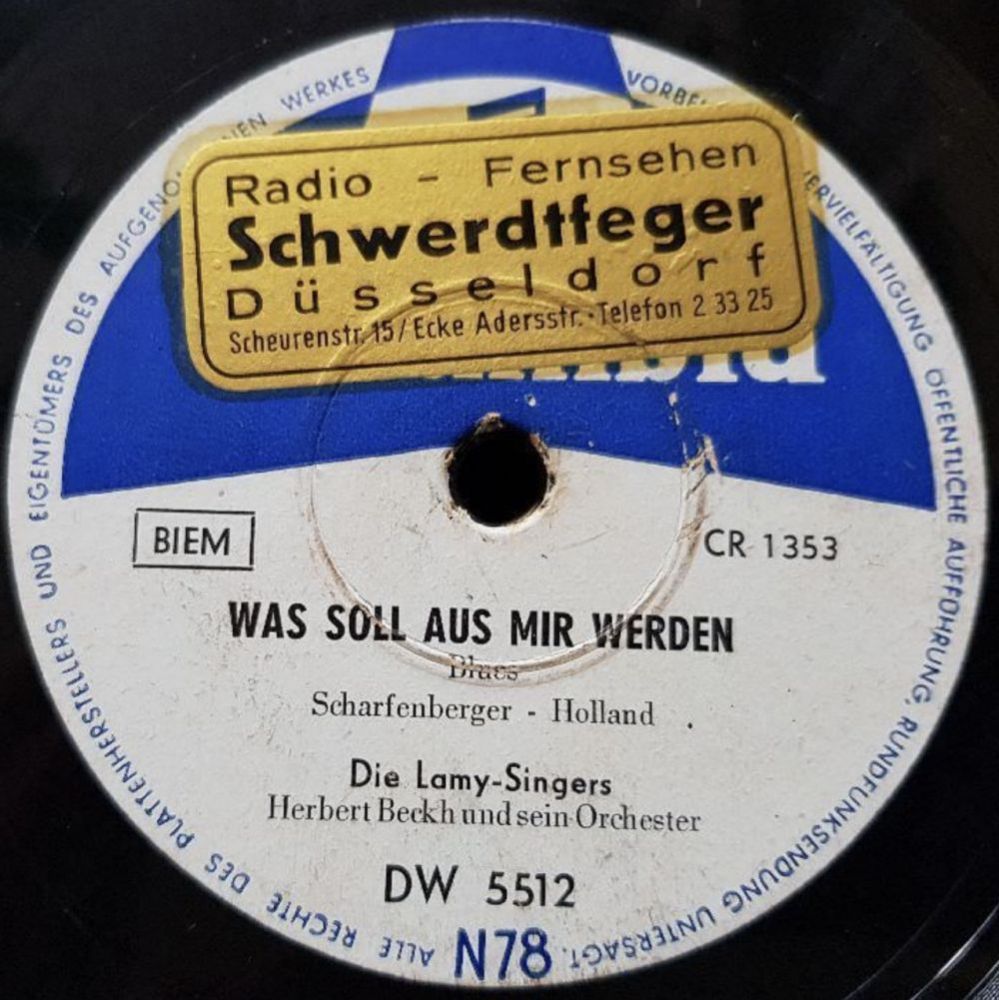 Radio - Fernsehen
Schwerdtfeger
Düsseldorf
Scheurenstr. 15 / Ecke Adersstr. · Telefon 2 33 25
BIEM
CR 1353
WAS SOLL AUS MIR WERDEN
Blues
Scharfenberger - Holland
Die Lamy-Singers
Herbert Beckh und sein Orchester
DW 5512
N78
ALLE RECHTE DES PLATTENHERSTELLERS UND EIGENTÜMERS DES WERKES ÖFFENTLICHE AUFFÜHRUNG, RUNDFUNKSENDUNG UNTERSAGT.